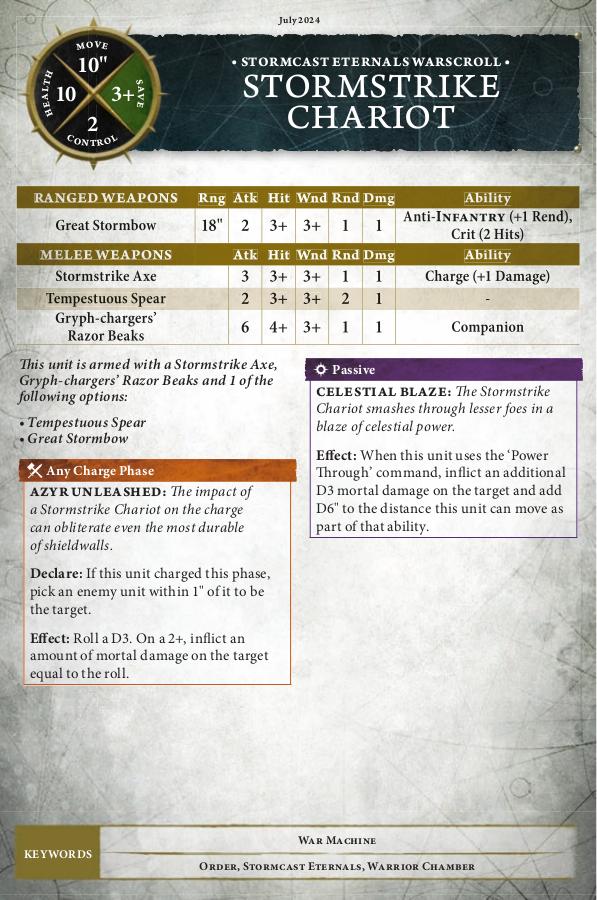 July 2024
MOVE
10"
HEALTH
10
3+
SAVE
2
CONTROL
• STORMCAST ETERNALS WARSCROLL •
STORMSTRIKE
CHARIOT
RANGED WEAPONS Rng Atk Hit Wnd Rnd Dmg Ability
Great Stormbow 18" 2 3+ 3+ 1 1 Anti-INFANTRY (+1 Rend), Crit (2 Hits)
MELEE WEAPONS Atk Hit Wnd Rnd Dmg Ability
Stormstrike Axe 3 3+ 3+ 1 1 Charge (+1 Damage)
Tempestuous Spear 2 3+ 3+ 2 1 -
Gryph-chargers' Razor Beaks 6 4+ 3+ 1 1 Companion
This unit is armed with a Stormstrike Axe,
Gryph-chargers' Razor Beaks and 1 of the
following options:
• Tempestuous Spear
• Great Stormbow
Any Charge Phase
AZYR UNLEASHED: The impact of
a Stormstrike Chariot on the charge
can obliterate even the most durable
of shieldwalls.
Declare: If this unit charged this phase,
pick an enemy unit within 1" of it to be
the target.
Effect: Roll a D3. On a 2+, inflict an
amount of mortal damage on the target
equal to the roll.
Passive
CELESTIAL BLAZE: The Stormstrike
Chariot smashes through lesser foes in a
blaze of celestial power.
Effect: When this unit uses the 'Power
Through' command, inflict an additional
D3 mortal damage on the target and add
D6" to the distance this unit can move as
part of that ability.
KEYWORDS
WAR MACHINE
ORDER, STORMCAST ETERNALS, WARRIOR CHAMBER